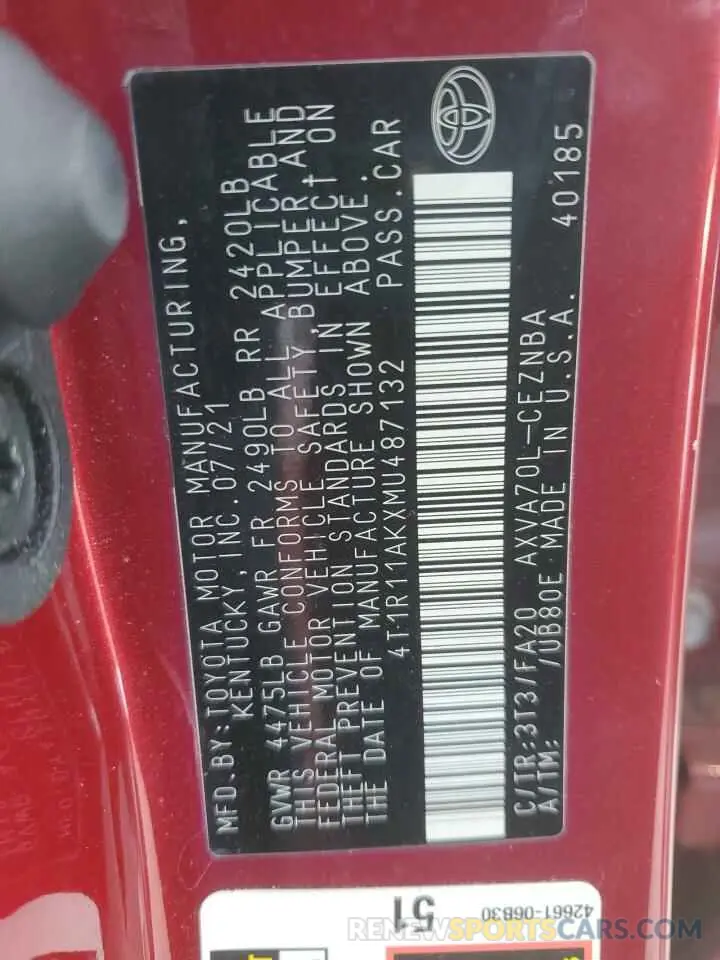 MFD.BY:TOYOTA MOTOR MANUFACTURING,
KENTUCKY,INC.07/21
GVWR 4475LB GAWR FR 2490LB RR 2420LB
THIS VEHICLE CONFORMS TO ALL APPLICABLE
FEDERAL MOTOR VEHICLE SAFETY,BUMPER,AND
THEFT PREVENTION STANDARDS IN EFFECT ON
THE DATE OF MANUFACTURE SHOWN ABOVE.
4T1R11AKXMU487132 PASS.CAR
C/TR:3T3/FA20 AXVA70L-CEZNBA 40185
A/TM: /UB80E MADE IN U.S.A.
51
42661-06B30
RENEWSPORTSCARS.COM